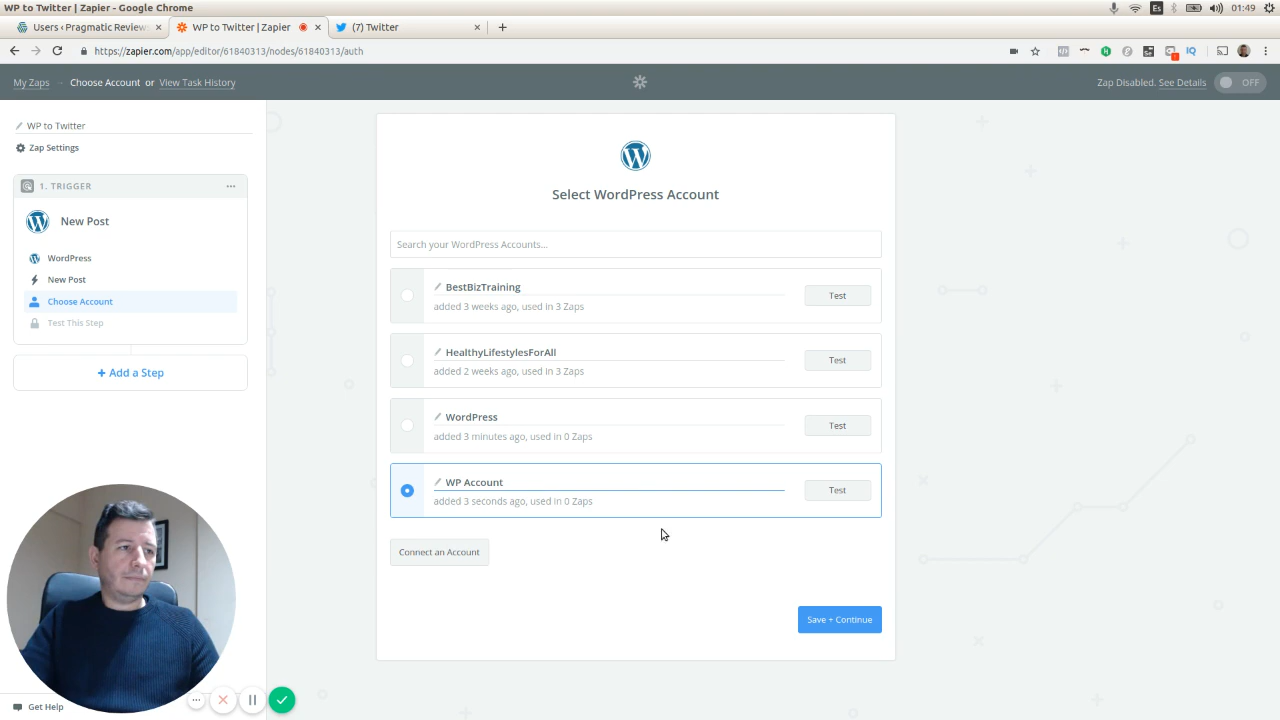 WP to Twitter | Zapier - Google Chrome
Es
01:49
Users ‹ Pragmatic Review
WP to Twitter | Zapier
(7) Twitter
https://zapier.com/app/editor/61840313/nodes/61840313/auth
IQ
My Zaps
Choose Account or View Task History
Zap Disabled. See Details
OFF
WP to Twitter
Zap Settings
1. TRIGGER
New Post
WordPress
New Post
Choose Account
Test This Step
+ Add a Step
Select WordPress Account
Search your WordPress Accounts...
BestBizTraining
added 3 weeks ago, used in 3 Zaps
Test
HealthyLifestylesForAll
added 2 weeks ago, used in 3 Zaps
Test
WordPress
added 3 minutes ago, used in 0 Zaps
Test
WP Account
added 3 seconds ago, used in 0 Zaps
Test
Connect an Account
Save + Continue
Get Help